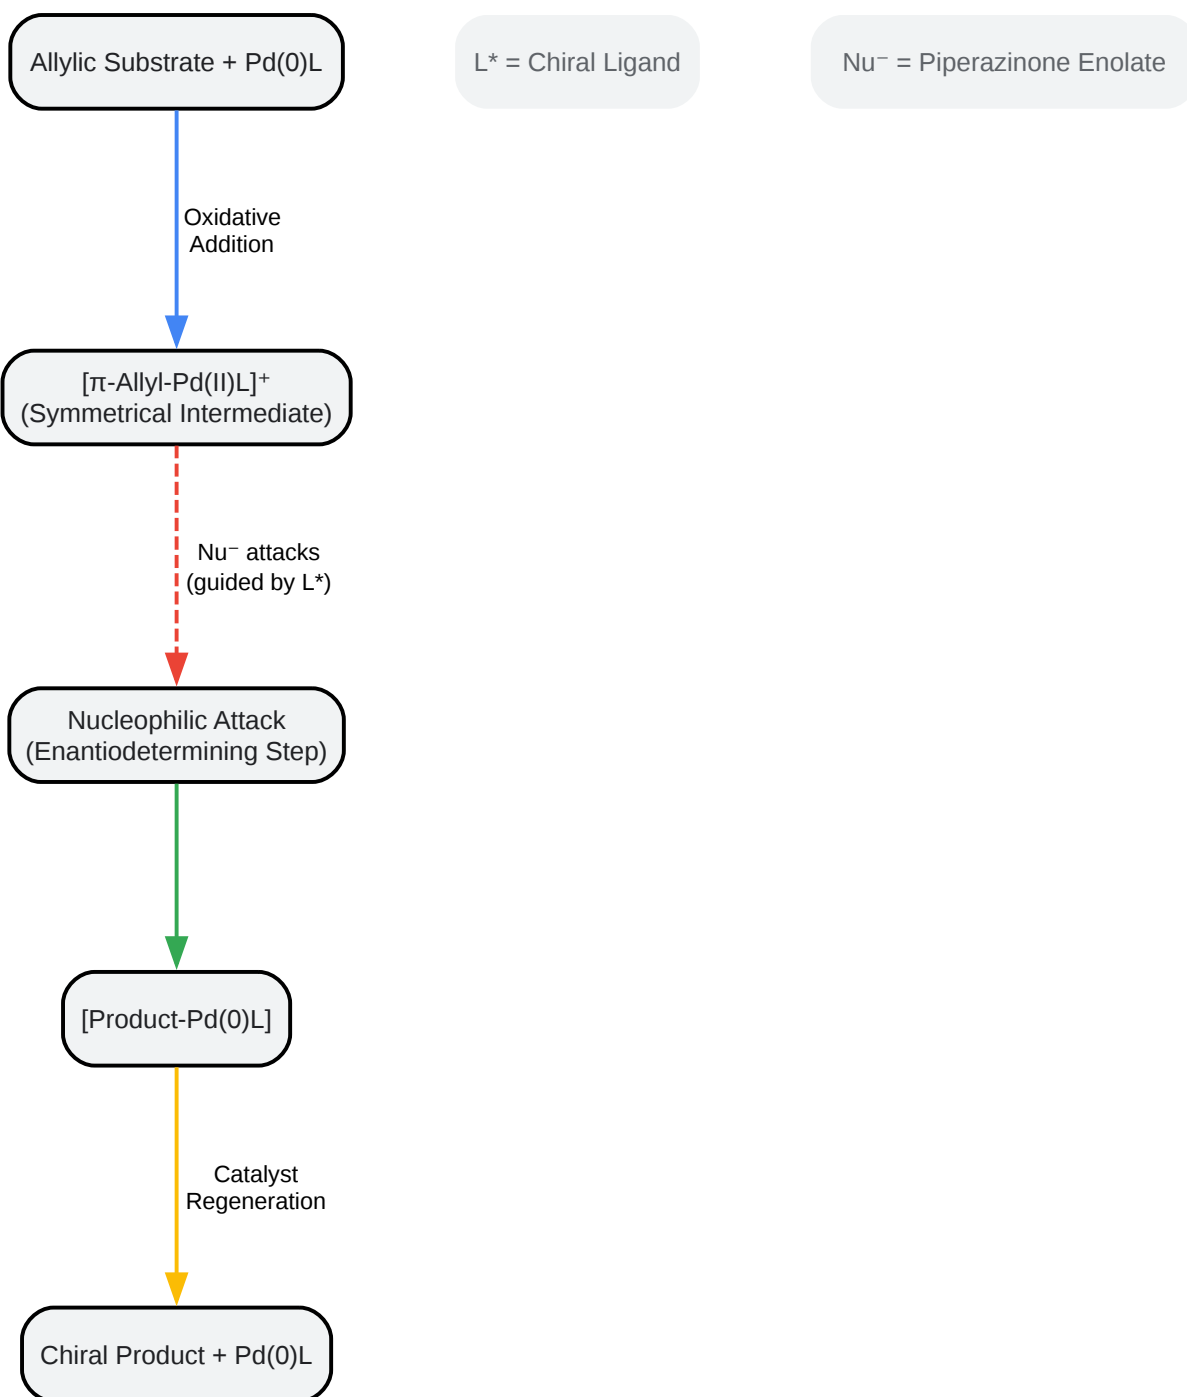 Allylic Substrate + Pd(0)L
L* = Chiral Ligand
Nu⁻ = Piperazinone Enolate
Oxidative
Addition
[π-Allyl-Pd(II)L]⁺
(Symmetrical Intermediate)
Nu⁻ attacks
(guided by L*)
Nucleophilic Attack
(Enantiodetermining Step)
[Product-Pd(0)L]
Catalyst
Regeneration
Chiral Product + Pd(0)L